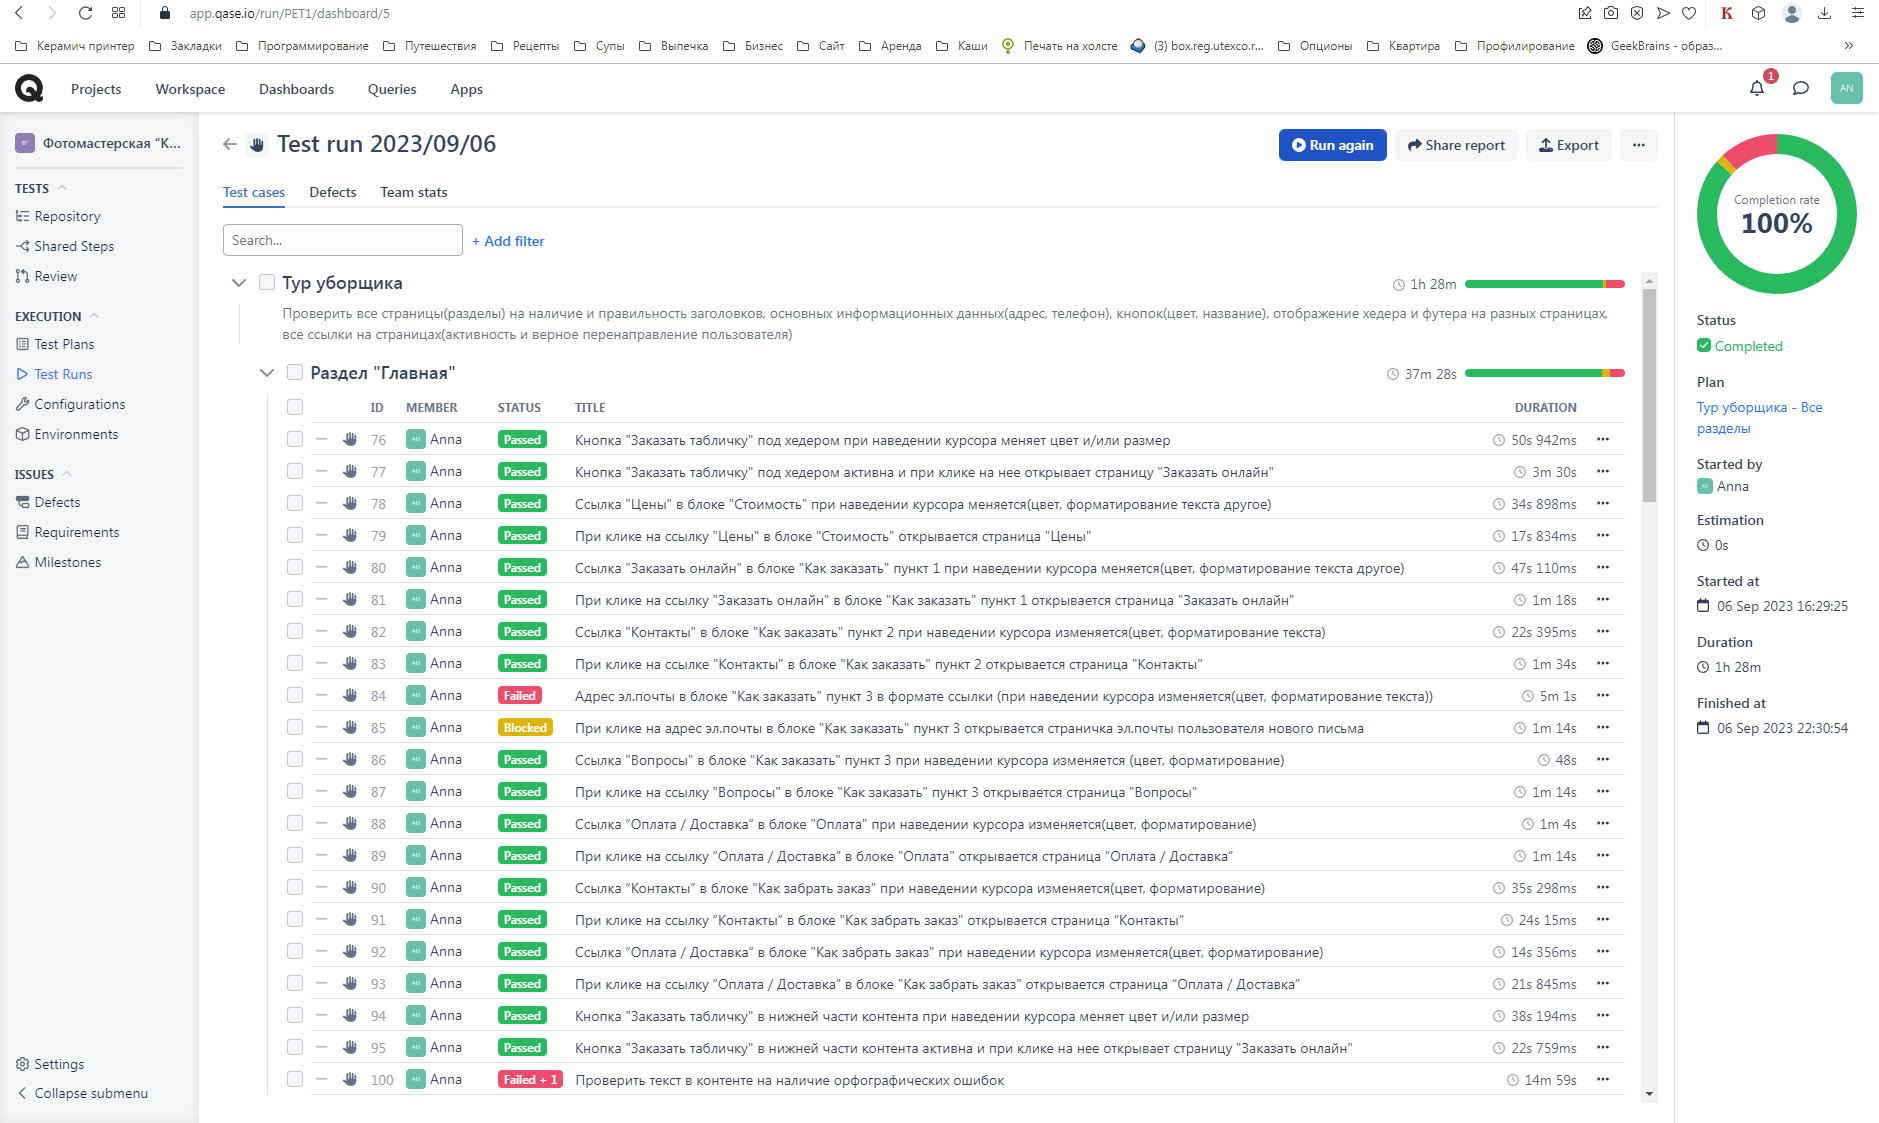 app.qase.io/run/PET1/dashboard/5
Керамич принтер Закладки Программирование Путешествия Рецепты Супы Выпечка Бизнес Сайт Аренда Каши Печать на холсте (3) box.reg.utexco.r... Опционы Квартира Профилирование GeekBrains - образ... »
Projects Workspace Dashboards Queries Apps 1 AN
Фотомастерская “К...
TESTS
Repository
Shared Steps
Review
EXECUTION
Test Plans
Test Runs
Configurations
Environments
ISSUES
Defects
Requirements
Milestones
Settings
Collapse submenu
Test run 2023/09/06
Run again Share report Export
Test cases Defects Team stats
Search... + Add filter
Тур уборщика 1h 28m
Проверить все страницы(разделы) на наличие и правильность заголовков, основных информационных данных(адрес, телефон), кнопок(цвет, название), отображение хедера и футера на разных страницах,
все ссылки на страницах(активность и верное перенаправление пользователя)
Раздел "Главная" 37m 28s
ID MEMBER STATUS TITLE DURATION
76 AN Anna Passed Кнопка "Заказать табличку" под хедером при наведении курсора меняет цвет и/или размер 50s 942ms
77 AN Anna Passed Кнопка "Заказать табличку" под хедером активна и при клике на нее открывает страницу "Заказать онлайн" 3m 30s
78 AN Anna Passed Ссылка "Цены" в блоке "Стоимость" при наведении курсора меняется(цвет, форматирование текста другое) 34s 898ms
79 AN Anna Passed При клике на ссылку "Цены" в блоке "Стоимость" открывается страница "Цены" 17s 834ms
80 AN Anna Passed Ссылка "Заказать онлайн" в блоке "Как заказать" пункт 1 при наведении курсора меняется(цвет, форматирование текста другое) 47s 110ms
81 AN Anna Passed При клике на ссылку "Заказать онлайн" в блоке "Как заказать" пункт 1 открывается страница "Заказать онлайн" 1m 18s
82 AN Anna Passed Ссылка "Контакты" в блоке "Как заказать" пункт 2 при наведении курсора изменяется(цвет, форматирование текста) 22s 395ms
83 AN Anna Passed При клике на ссылке "Контакты" в блоке "Как заказать" пункт 2 открывается страница "Контакты" 1m 34s
84 AN Anna Failed Адрес эл.почты в блоке "Как заказать" пункт 3 в формате ссылки (при наведении курсора изменяется(цвет, форматирование текста)) 5m 1s
85 AN Anna Blocked При клике на адрес эл.почты в блоке "Как заказать" пункт 3 открывается страничка эл.почты пользователя нового письма 1m 14s
86 AN Anna Passed Ссылка "Вопросы" в блоке "Как заказать" пункт 3 при наведении курсора изменяется (цвет, форматирование) 48s
87 AN Anna Passed При клике на ссылку "Вопросы" в блоке "Как заказать" пункт 3 открывается страница "Вопросы" 1m 14s
88 AN Anna Passed Ссылка “Оплата / Доставка” в блоке "Оплата" при наведении курсора изменяется(цвет, форматирование) 1m 4s
89 AN Anna Passed При клике на ссылку “Оплата / Доставка” в блоке "Оплата" открывается страница “Оплата / Доставка” 1m 14s
90 AN Anna Passed Ссылка “Контакты” в блоке "Как забрать заказ" при наведении курсора изменяется(цвет, форматирование) 35s 298ms
91 AN Anna Passed При клике на ссылку “Контакты” в блоке "Как забрать заказ" открывается страница “Контакты” 24s 15ms
92 AN Anna Passed Ссылка “Оплата / Доставка” в блоке "Как забрать заказ" при наведении курсора изменяется(цвет, форматирование) 14s 356ms
93 AN Anna Passed При клике на ссылку “Оплата / Доставка” в блоке "Как забрать заказ" открывается страница “Оплата / Доставка” 21s 845ms
94 AN Anna Passed Кнопка "Заказать табличку" в нижней части контента при наведении курсора меняет цвет и/или размер 38s 194ms
95 AN Anna Passed Кнопка "Заказать табличку" в нижней части контента активна и при клике на нее открывает страницу "Заказать онлайн" 22s 759ms
100 AN Anna Failed + 1 Проверить текст в контенте на наличие орфографических ошибок 14m 59s
Completion rate
100%
Status
Completed
Plan
Тур уборщика - Все
разделы
Started by
AN Anna
Estimation
0s
Started at
06 Sep 2023 16:29:25
Duration
1h 28m
Finished at
06 Sep 2023 22:30:54